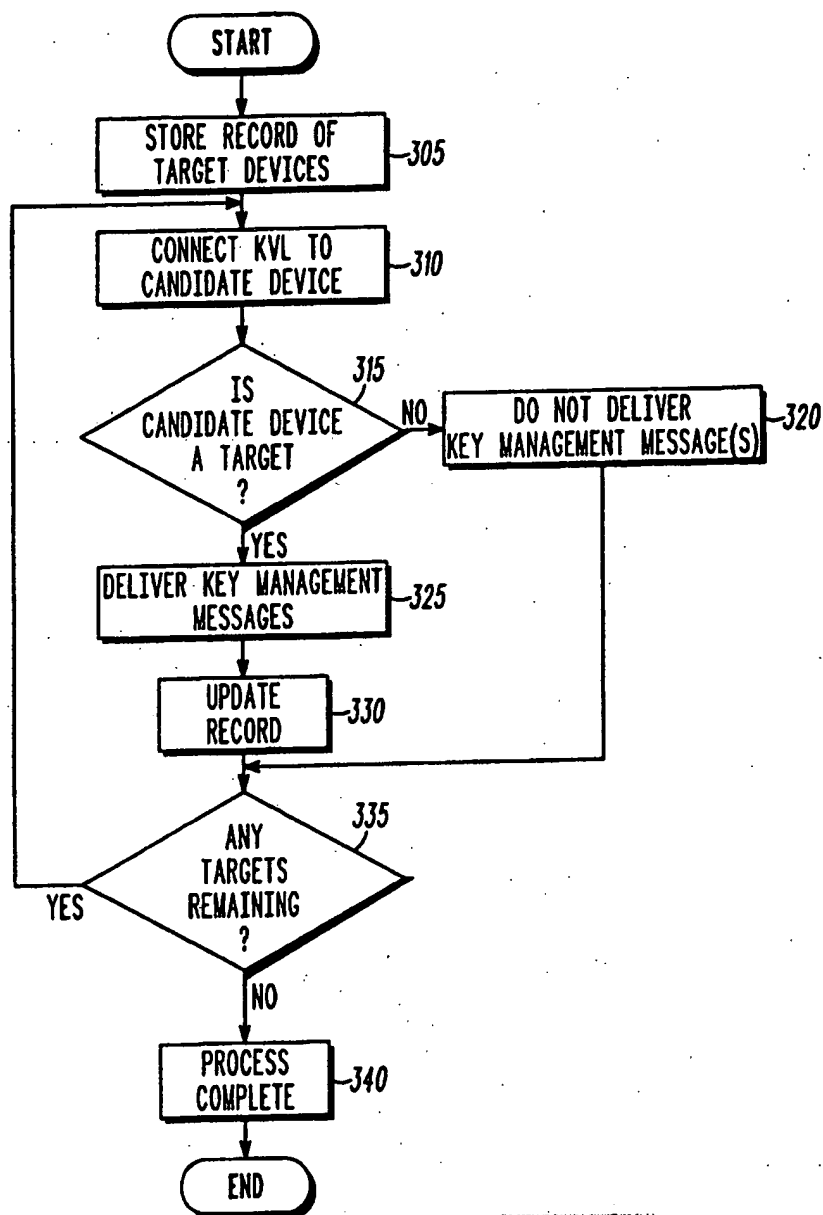 START
STORE RECORD OF
TARGET DEVICES
305
CONNECT KVL TO
CANDIDATE DEVICE
310
IS
CANDIDATE DEVICE
A TARGET
?
315
NO
DO NOT DELIVER
KEY MANAGEMENT MESSAGE(S)
320
YES
DELIVER KEY MANAGEMENT
MESSAGES
325
UPDATE
RECORD
330
ANY
TARGETS
REMAINING
?
335
YES
NO
PROCESS
COMPLETE
340
END